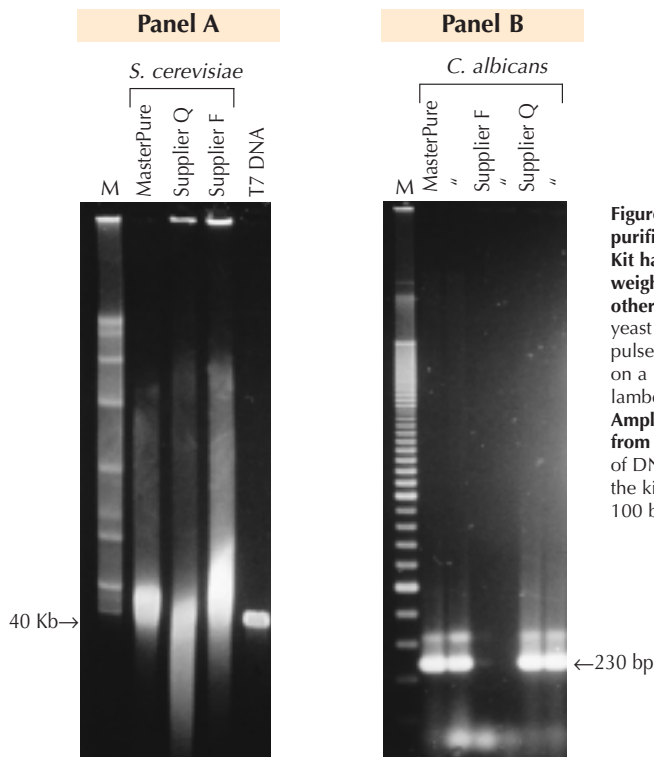 Panel A
S. cerevisiae
M
MasterPure
Supplier Q
Supplier F
T7 DNA
40 Kb→
Panel B
C. albicans
M
MasterPure
"
Supplier F
"
Supplier Q
"
←230 bp
Figure
purifi
Kit ha
weigh
other
yeast
pulse
on a
lamb
Ampl
from
of DN
the ki
100 b